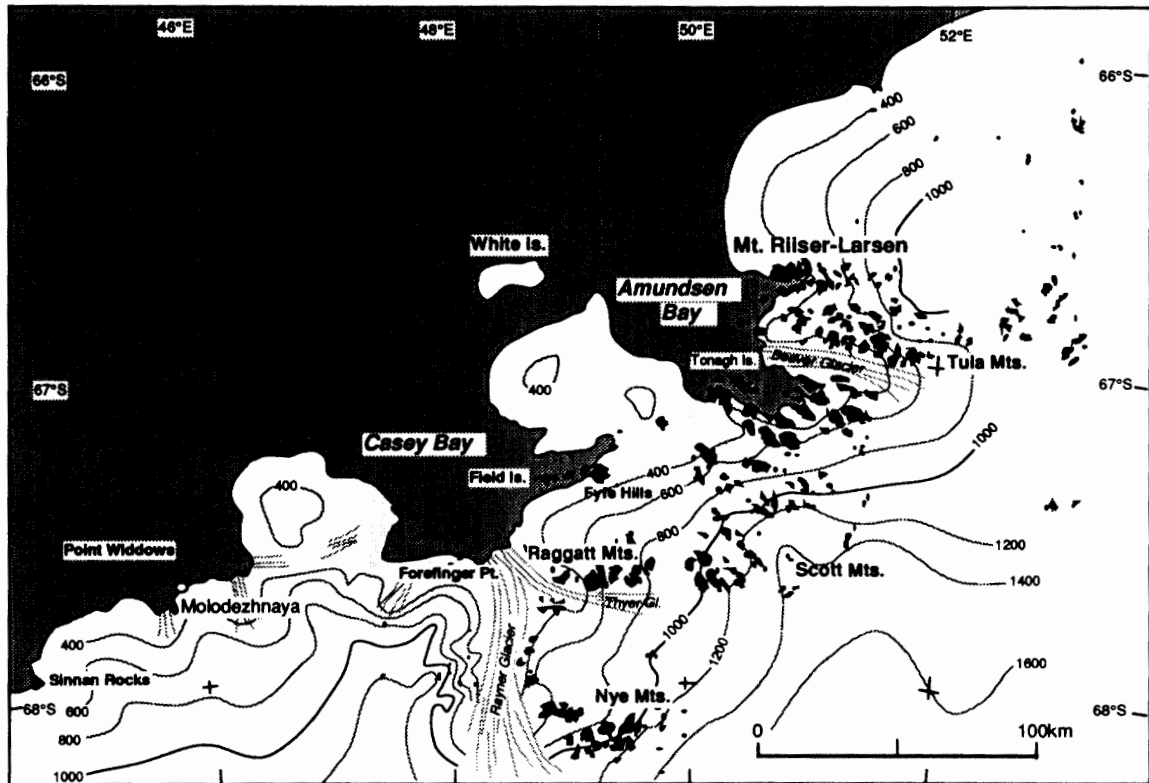 46°E
48°E
50°E
52°E
66°S
66°S
400
600
800
1000
Mt. Riiser-Larsen
White Is.
Amundsen
Bay
Tonagh Is.
Beaver Glacier
Tula Mts.
67°S
67°S
400
1000
Casey Bay
Field Is.
Fyfe Hills
400
600
800
400
Point Widdows
Raggatt Mts.
1200
Forefinger Pt.
Scott Mts.
1400
Thyer Gl.
Molodezhnaya
1000
400
1200
1600
Sinnan Rocks
Rayner Glacier
Nye Mts.
68°S
600
68°S
800
0
100km
1000